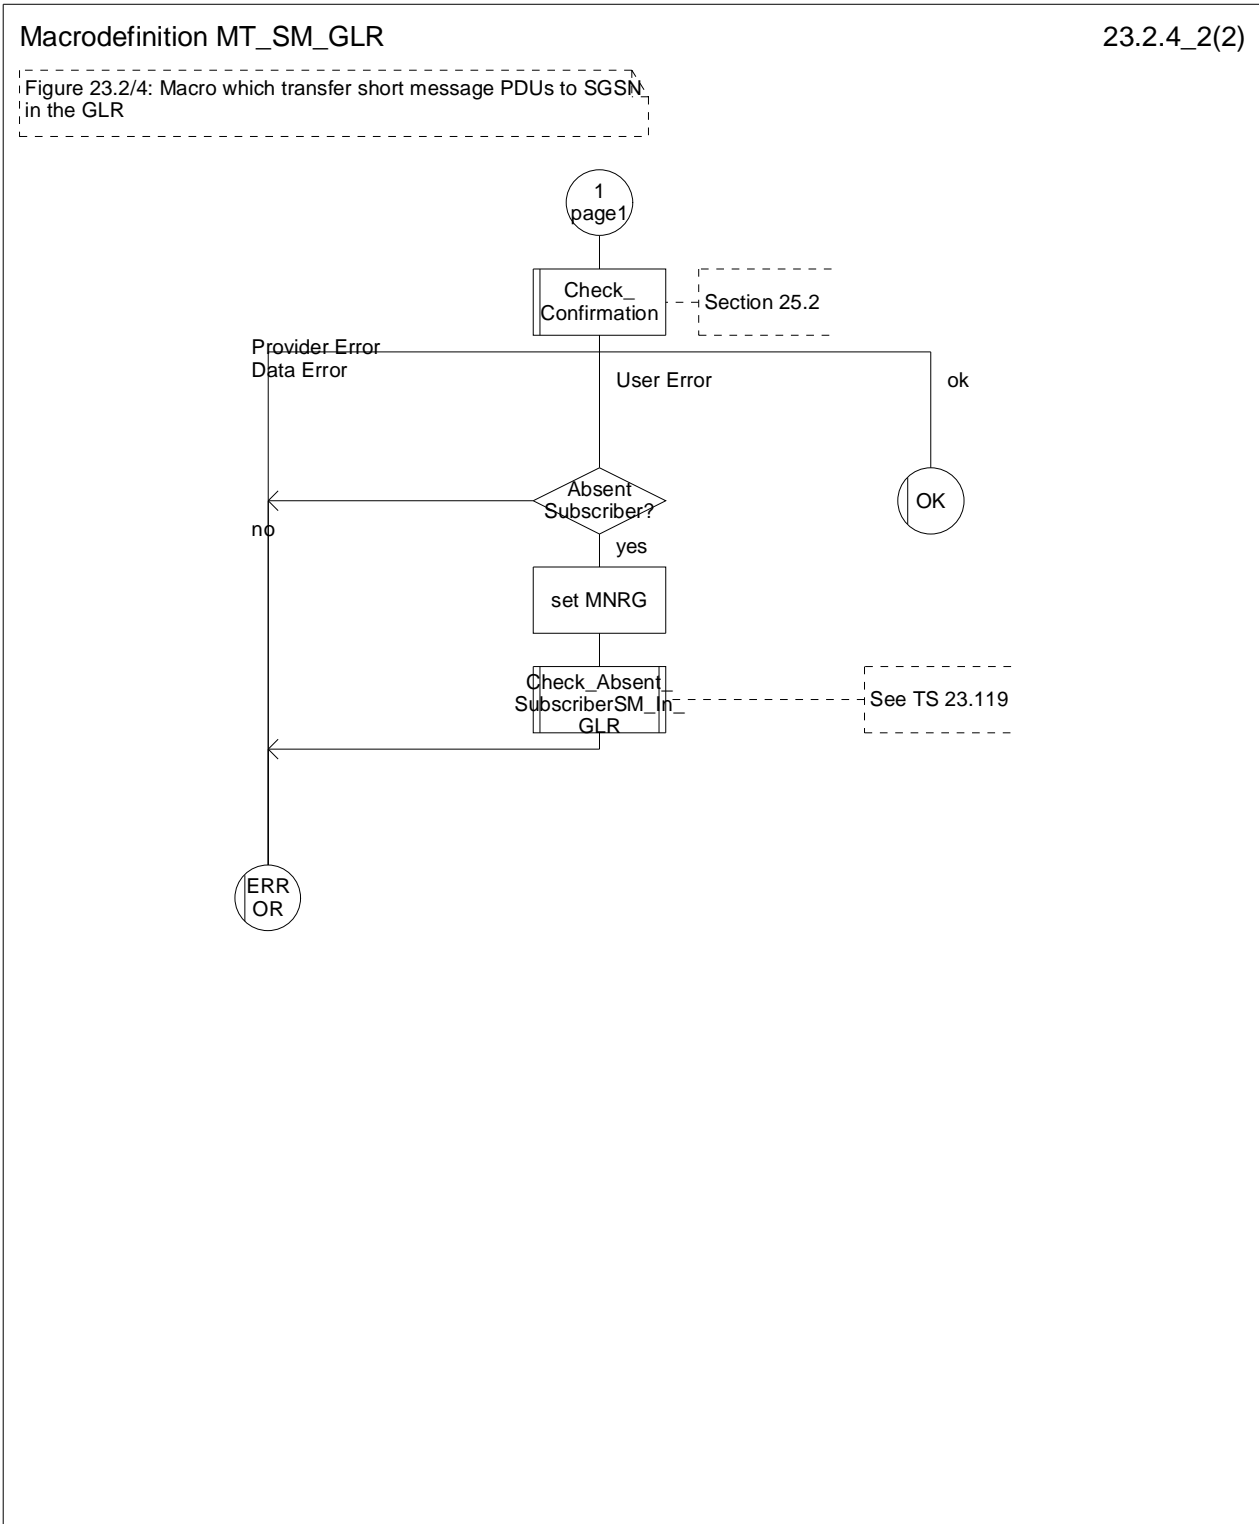 Macrodefinition MT_SM_GLR
23.2.4_2(2)
Figure 23.2/4: Macro which transfer short message PDUs to SGSN
in the GLR
1
page1
Check_
Confirmation
Section 25.2
Provider Error
Data Error
User Error
ok
Absent
Subscriber?
OK
no
yes
set MNRG
Check_Absent_
SubscriberSM_In_
GLR
See TS 23.119
ERR
OR